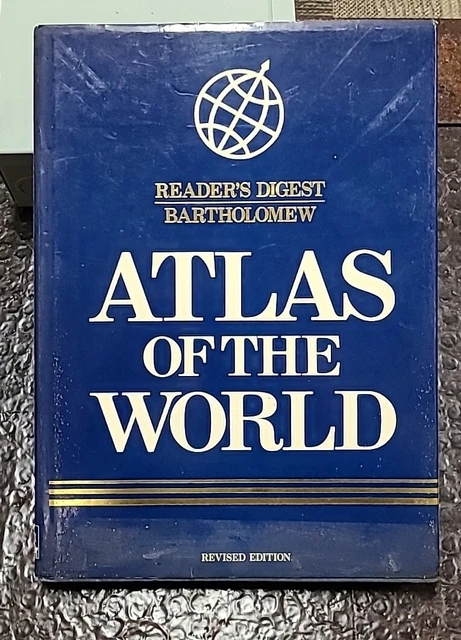 READER'S DIGEST
BARTHOLOMEW
ATLAS
OF THE
WORLD
REVISED EDITION